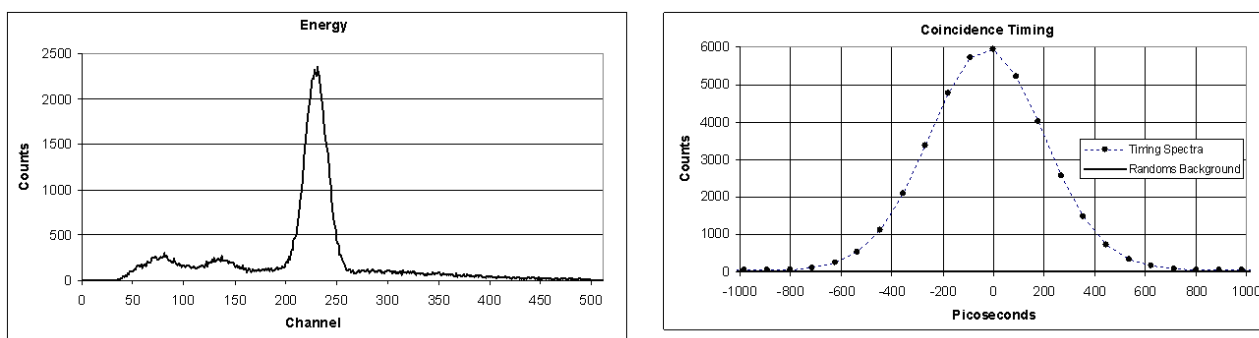 Energy
2500
2000
1500
1000
500
0
Counts
0 50 100 150 200 250 300 350 400 450 500
Channel
Coincidence Timing
6000
5000
4000
3000
2000
1000
0
Counts
Timing Spectra
Randoms Background
-1000 -800 -600 -400 -200 0 200 400 600 800 1000
Picoseconds